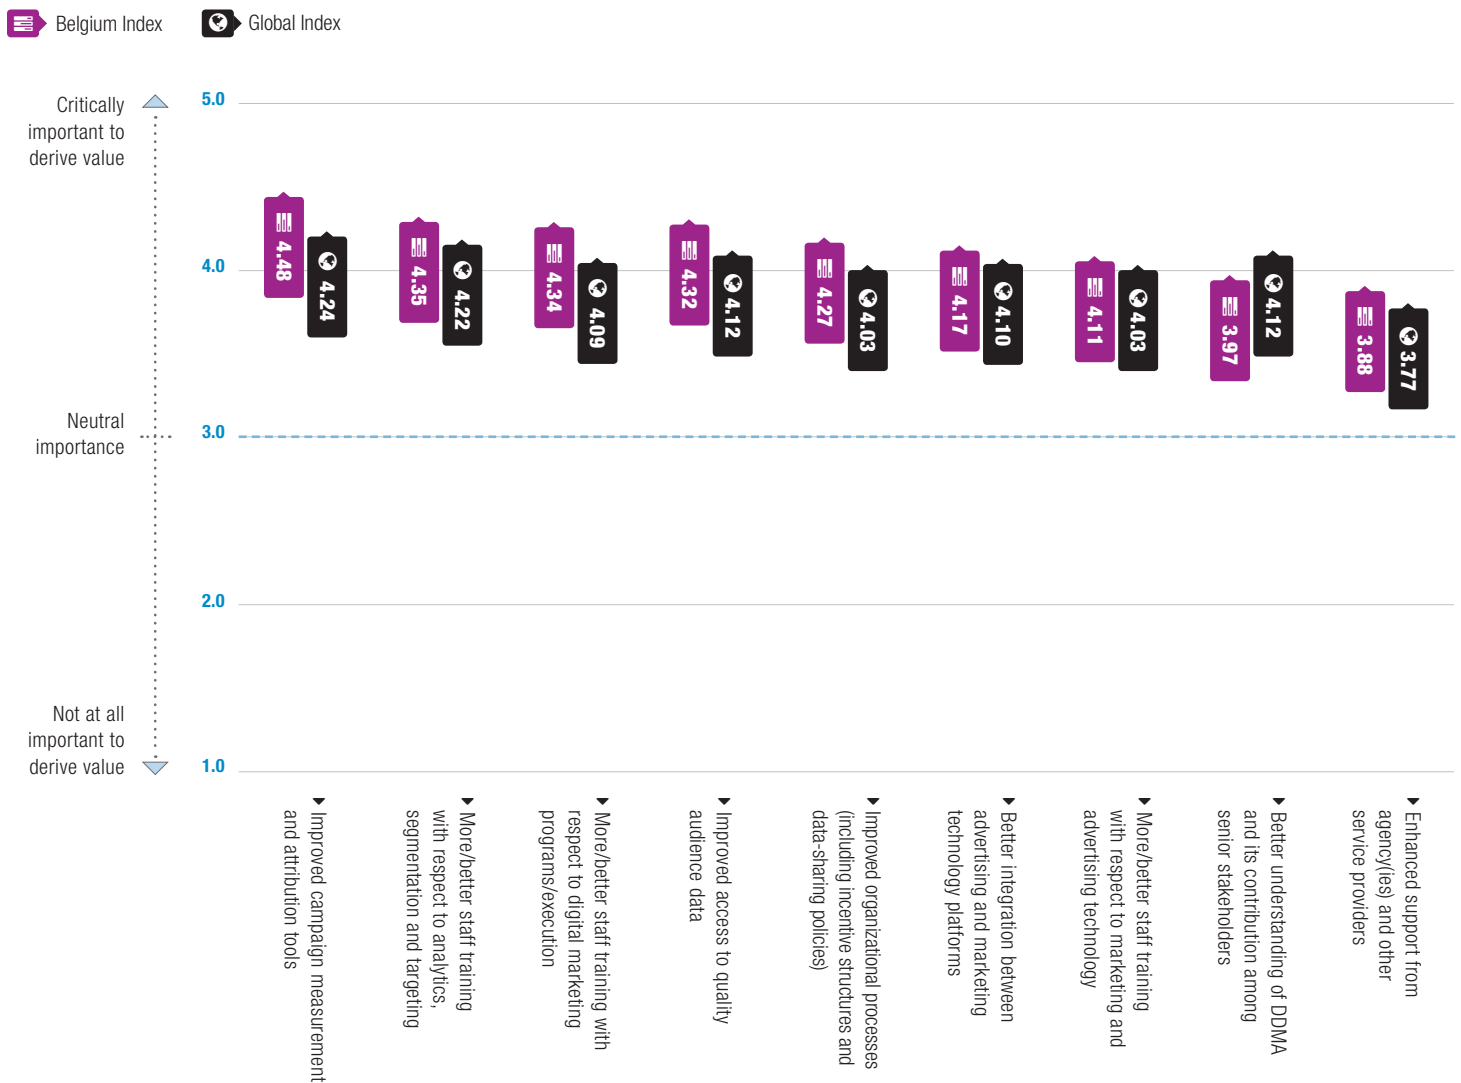 Belgium Index
Global Index
Critically
important to
derive value
Neutral
importance
Not at all
important to
derive value
5.0
4.0
3.0
2.0
1.0
4.48
4.24
4.35
4.22
4.34
4.09
4.32
4.12
4.27
4.03
4.17
4.10
4.11
4.03
3.97
4.12
3.88
3.77
Improved campaign measurement
and attribution tools
More/better staff training
with respect to analytics,
segmentation and targeting
More/better staff training with
respect to digital marketing
programs/execution
Improved access to quality
audience data
Improved organizational processes
(including incentive structures and
data-sharing policies)
Better integration between
advertising and marketing
technology platforms
More/better staff training
with respect to marketing and
advertising technology
Better understanding of DDMA
and its contribution among
senior stakeholders
Enhanced support from
agency(ies) and other
service providers